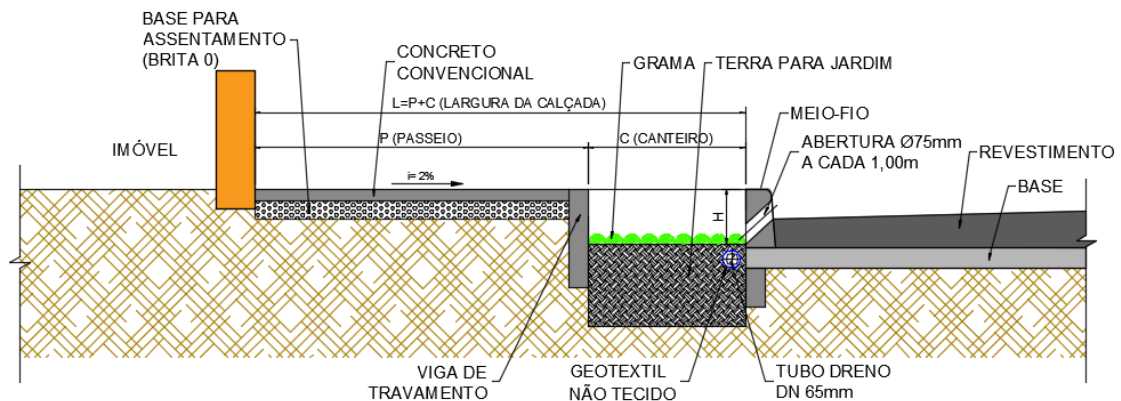 BASE PARA
ASSENTAMENTO
(BRITA 0)
CONCRETO
CONVENCIONAL
GRAMA
TERRA PARA JARDIM
L=P+C (LARGURA DA CALÇADA)
MEIO-FIO
P (PASSEIO)
C (CANTEIRO)
ABERTURA Ø75mm
A CADA 1,00m
IMÓVEL
REVESTIMENTO
i=2%
BASE
H
VIGA DE
TRAVAMENTO
GEOTEXTIL
NÃO TECIDO
TUBO DRENO
DN 65mm